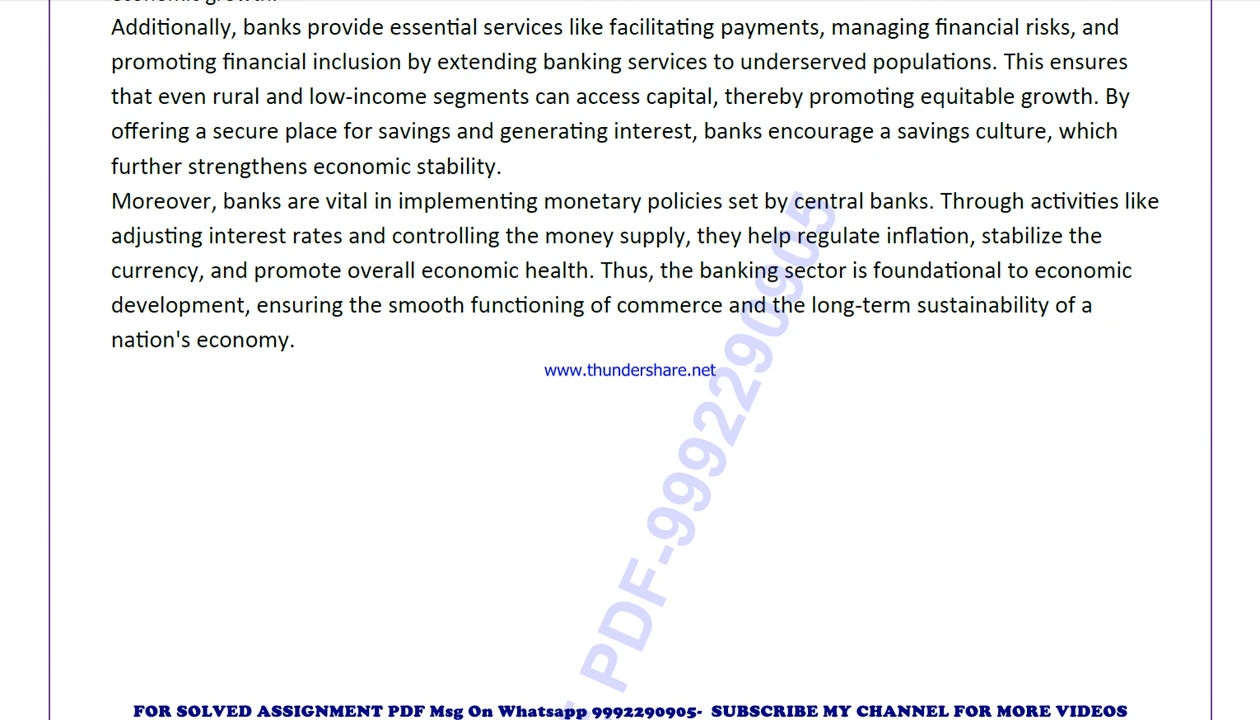 economic growth.
Additionally, banks provide essential services like facilitating payments, managing financial risks, and
promoting financial inclusion by extending banking services to underserved populations. This ensures
that even rural and low-income segments can access capital, thereby promoting equitable growth. By
offering a secure place for savings and generating interest, banks encourage a savings culture, which
further strengthens economic stability.
Moreover, banks are vital in implementing monetary policies set by central banks. Through activities like
adjusting interest rates and controlling the money supply, they help regulate inflation, stabilize the
currency, and promote overall economic health. Thus, the banking sector is foundational to economic
development, ensuring the smooth functioning of commerce and the long-term sustainability of a
nation's economy.
www.thundershare.net
PDF-9992290905
FOR SOLVED ASSIGNMENT PDF Msg On Whatsapp 9992290905- SUBSCRIBE MY CHANNEL FOR MORE VIDEOS